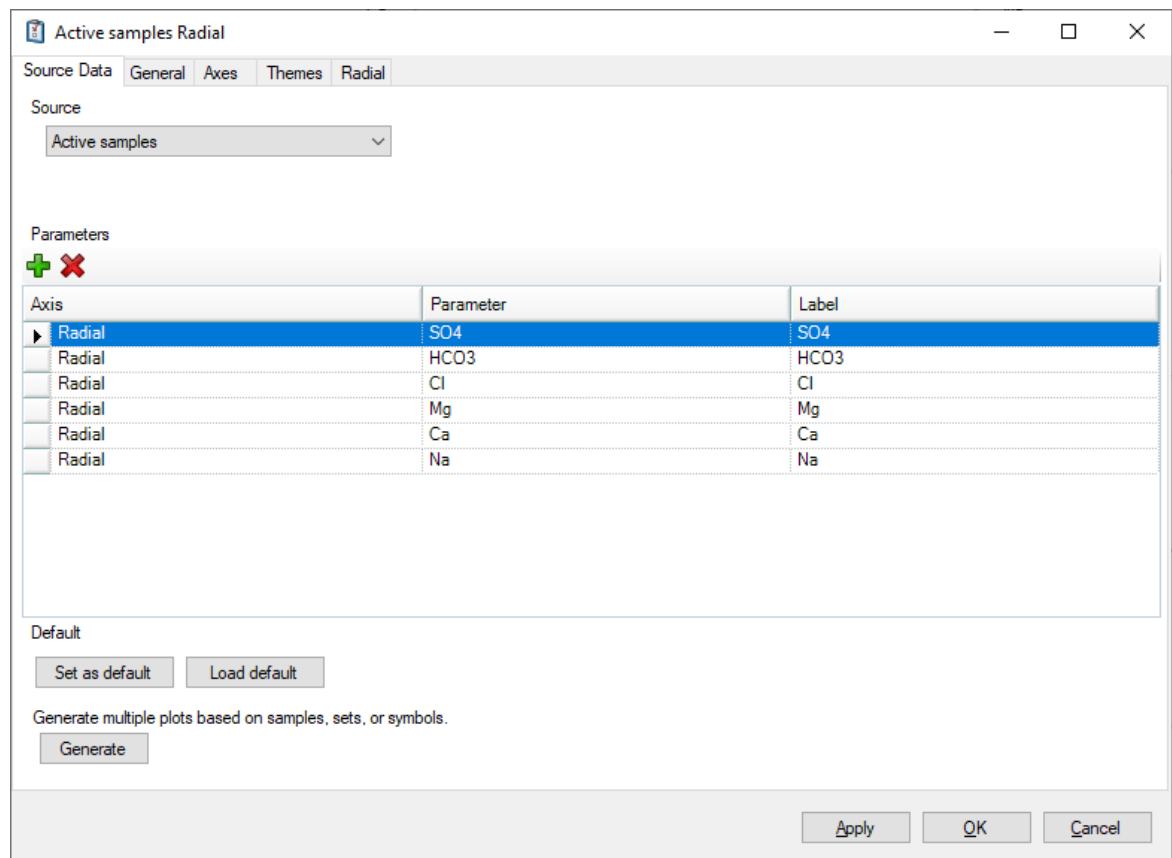 Active samples Radial
Source Data General Axes Themes Radial
Source
Active samples
Parameters
Axis Parameter Label
Radial SO4 SO4
Radial HCO3 HCO3
Radial Cl Cl
Radial Mg Mg
Radial Ca Ca
Radial Na Na
Default
Set as default Load default
Generate multiple plots based on samples, sets, or symbols.
Generate
Apply OK Cancel